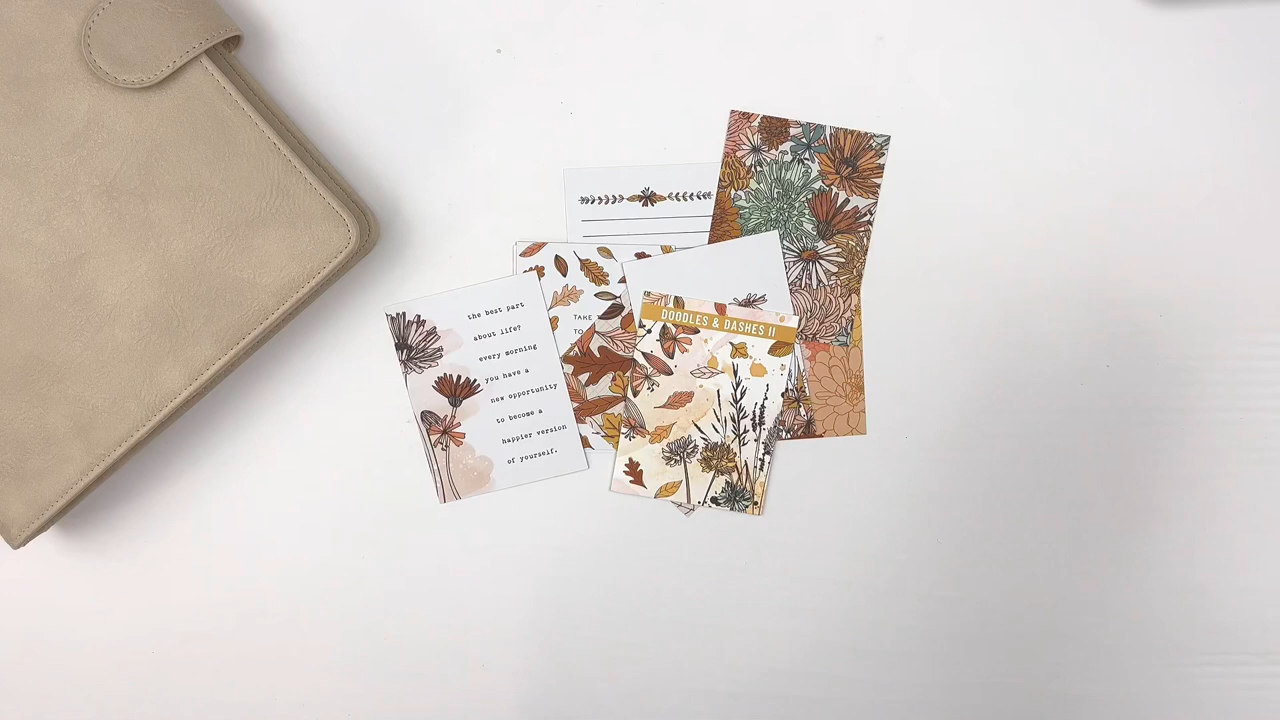 the best part
about life?
every morning
you have a
new opportunity
to become a
happier version
of yourself.
TAKE
TO
DOODLES & DASHES II